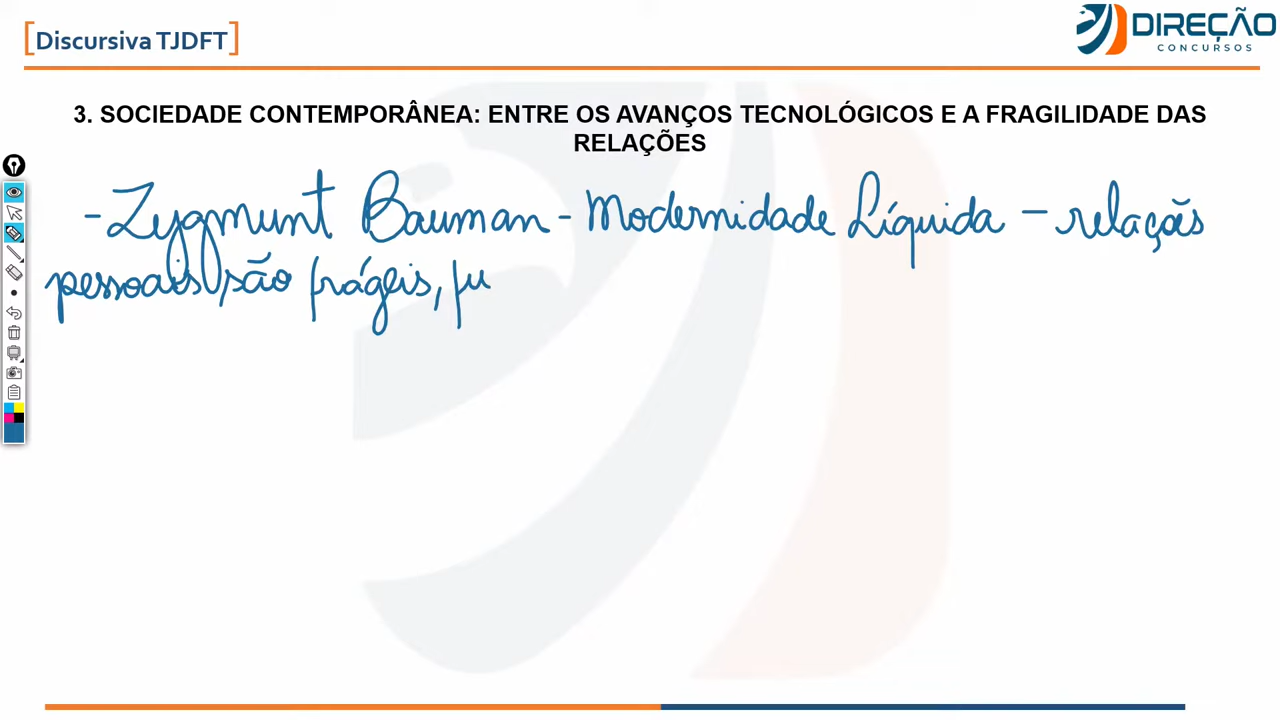 [Discursiva TJDFT]
DIREÇÃO
CONCURSOS
3. SOCIEDADE CONTEMPORÂNEA: ENTRE OS AVANÇOS TECNOLÓGICOS E A FRAGILIDADE DAS
RELAÇÕES
- Zygmunt Bauman - Modernidade Líquida - relações
pessoais são frágeis, fu